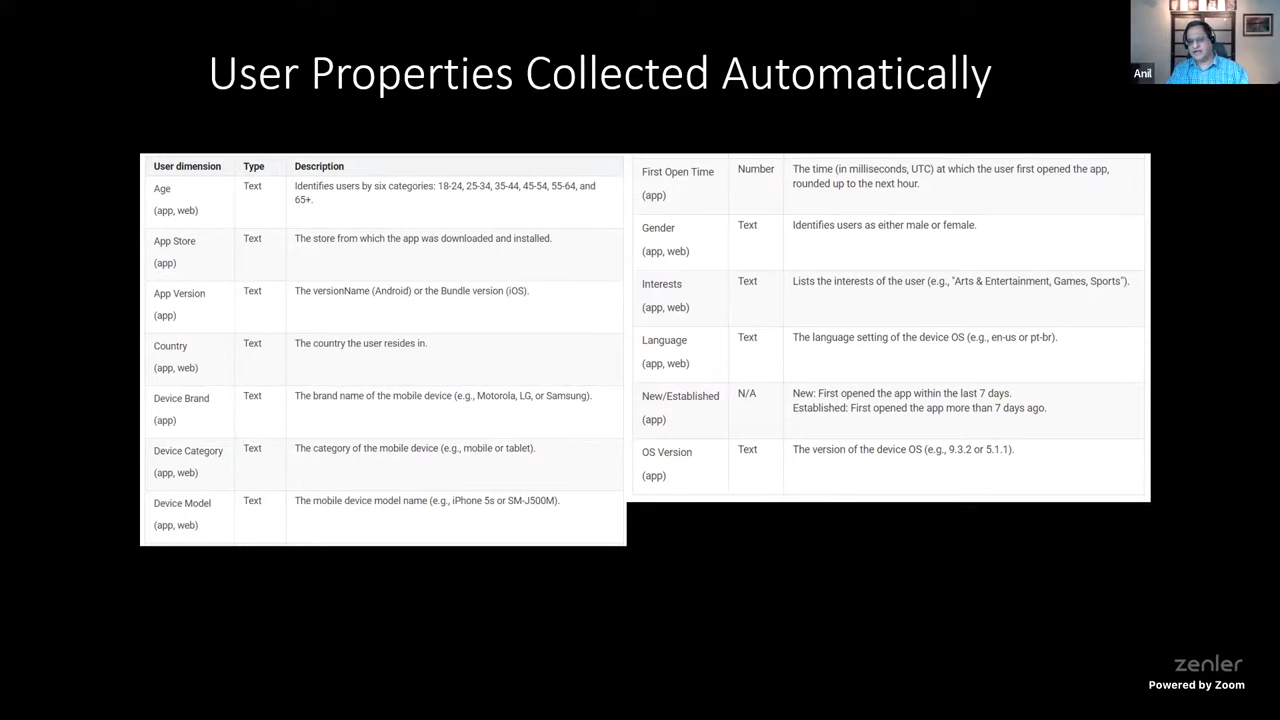 User Properties Collected Automatically
Anil
User dimension Type Description
Age Text Identifies users by six categories: 18-24, 25-34, 35-44, 45-54, 55-64, and
65+.
(app, web)
App Store Text The store from which the app was downloaded and installed.
(app)
App Version Text The versionName (Android) or the Bundle version (iOS).
(app)
Country Text The country the user resides in.
(app, web)
Device Brand Text The brand name of the mobile device (e.g., Motorola, LG, or Samsung).
(app)
Device Category Text The category of the mobile device (e.g., mobile or tablet).
(app, web)
Device Model Text The mobile device model name (e.g., iPhone 5s or SM-J500M).
(app, web)
First Open Time Number The time (in milliseconds, UTC) at which the user first opened the app,
rounded up to the next hour.
(app)
Gender Text Identifies users as either male or female.
(app, web)
Interests Text Lists the interests of the user (e.g., "Arts & Entertainment, Games, Sports").
(app, web)
Language Text The language setting of the device OS (e.g., en-us or pt-br).
(app, web)
New/Established N/A New: First opened the app within the last 7 days.
Established: First opened the app more than 7 days ago.
(app)
OS Version Text The version of the device OS (e.g., 9.3.2 or 5.1.1).
(app)
zenler
Powered by Zoom